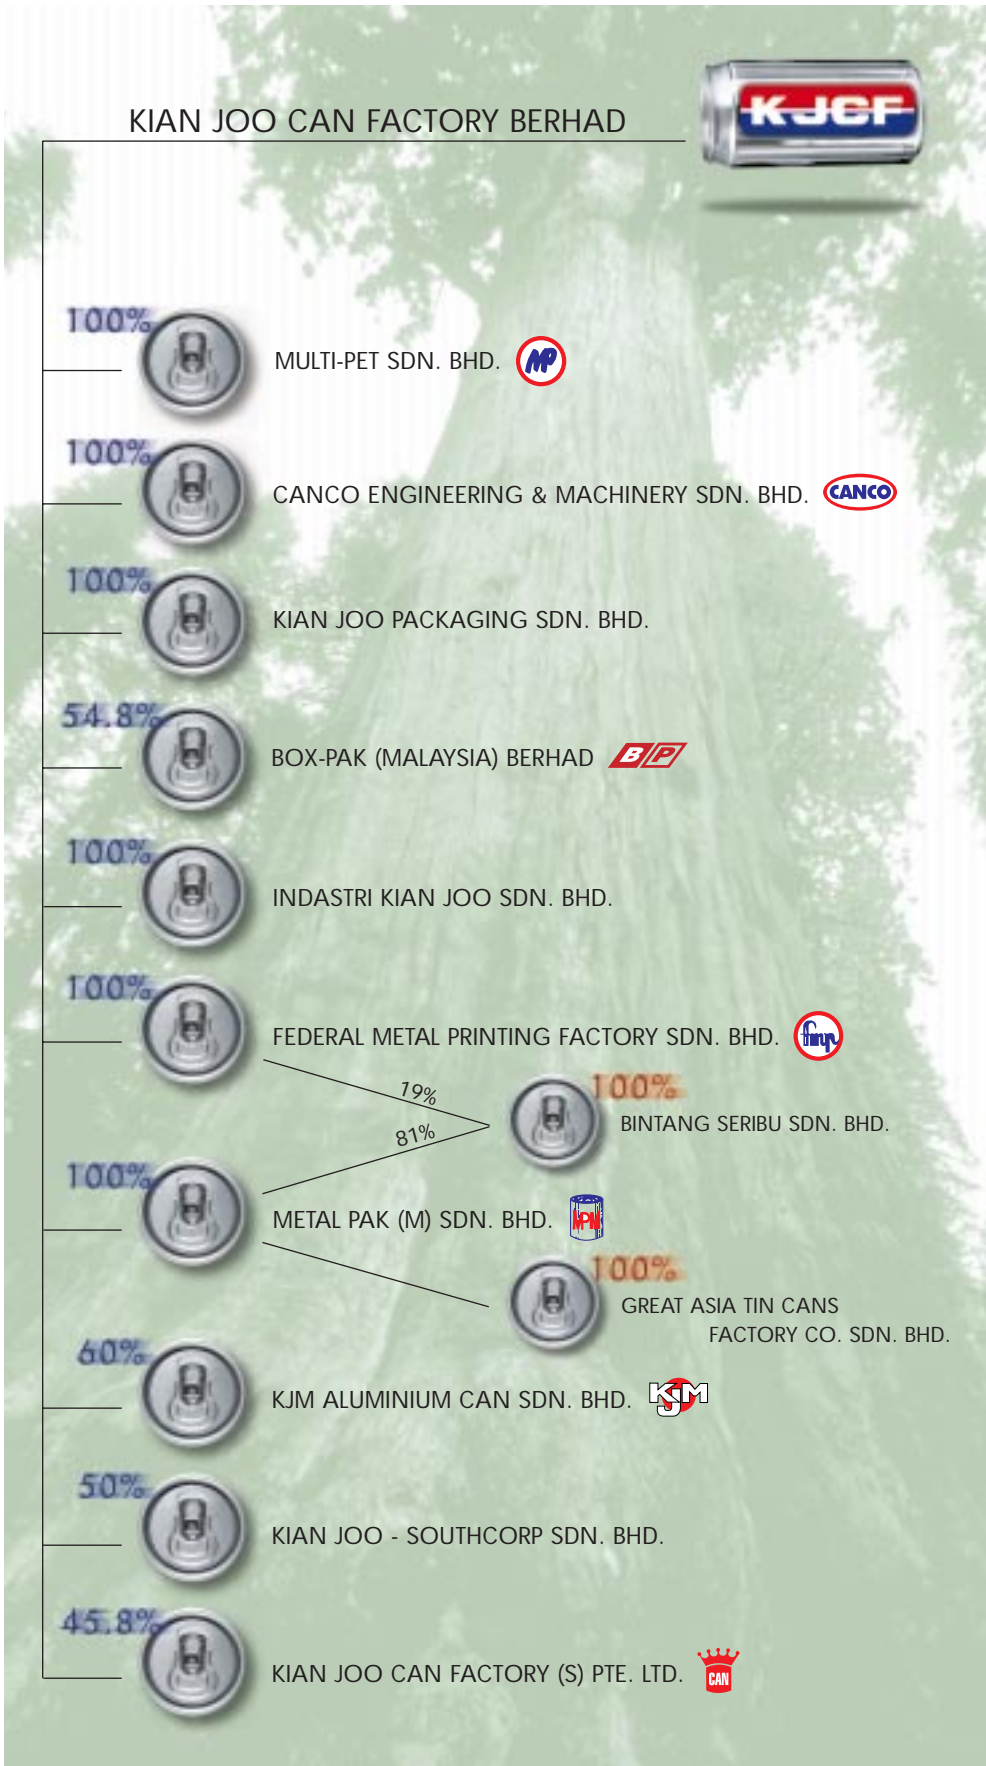 KIAN JOO CAN FACTORY BERHAD
KJCF
100%
MULTI-PET SDN. BHD.
MP
100%
CANCO ENGINEERING & MACHINERY SDN. BHD.
CANCO
100%
KIAN JOO PACKAGING SDN. BHD.
54.8%
BOX-PAK (MALAYSIA) BERHAD
BP
100%
INDASTRI KIAN JOO SDN. BHD.
100%
FEDERAL METAL PRINTING FACTORY SDN. BHD.
fmp
19%
100%
BINTANG SERIBU SDN. BHD.
81%
100%
METAL PAK (M) SDN. BHD.
MPM
100%
GREAT ASIA TIN CANS
FACTORY CO. SDN. BHD.
60%
KJM ALUMINIUM CAN SDN. BHD.
KJM
50%
KIAN JOO - SOUTHCORP SDN. BHD.
45.8%
KIAN JOO CAN FACTORY (S) PTE. LTD.
CAN